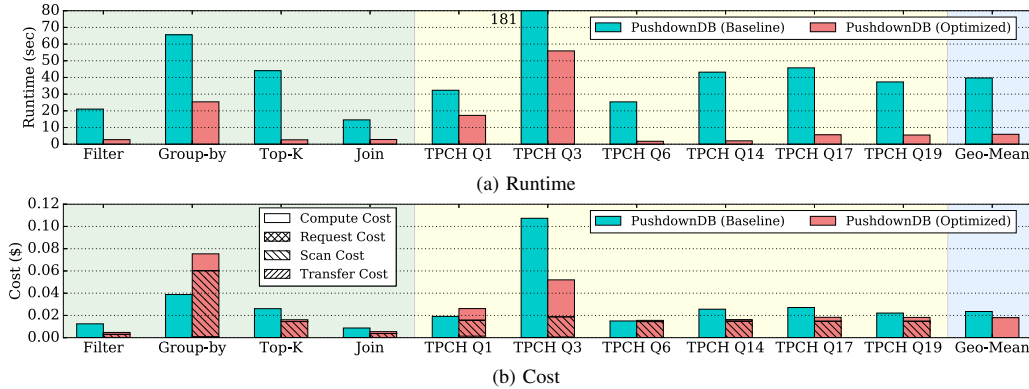 181
PushdownDB (Baseline) PushdownDB (Optimized)
Runtime (sec)
80
70
60
50
40
30
20
10
0
Filter Group-by Top-K Join TPCH Q1 TPCH Q3 TPCH Q6 TPCH Q14 TPCH Q17 TPCH Q19 Geo-Mean
(a) Runtime
Compute Cost
Request Cost
Scan Cost
Transfer Cost
PushdownDB (Baseline) PushdownDB (Optimized)
Cost ($)
0.12
0.10
0.08
0.06
0.04
0.02
0.00
Filter Group-by Top-K Join TPCH Q1 TPCH Q3 TPCH Q6 TPCH Q14 TPCH Q17 TPCH Q19 Geo-Mean
(b) Cost